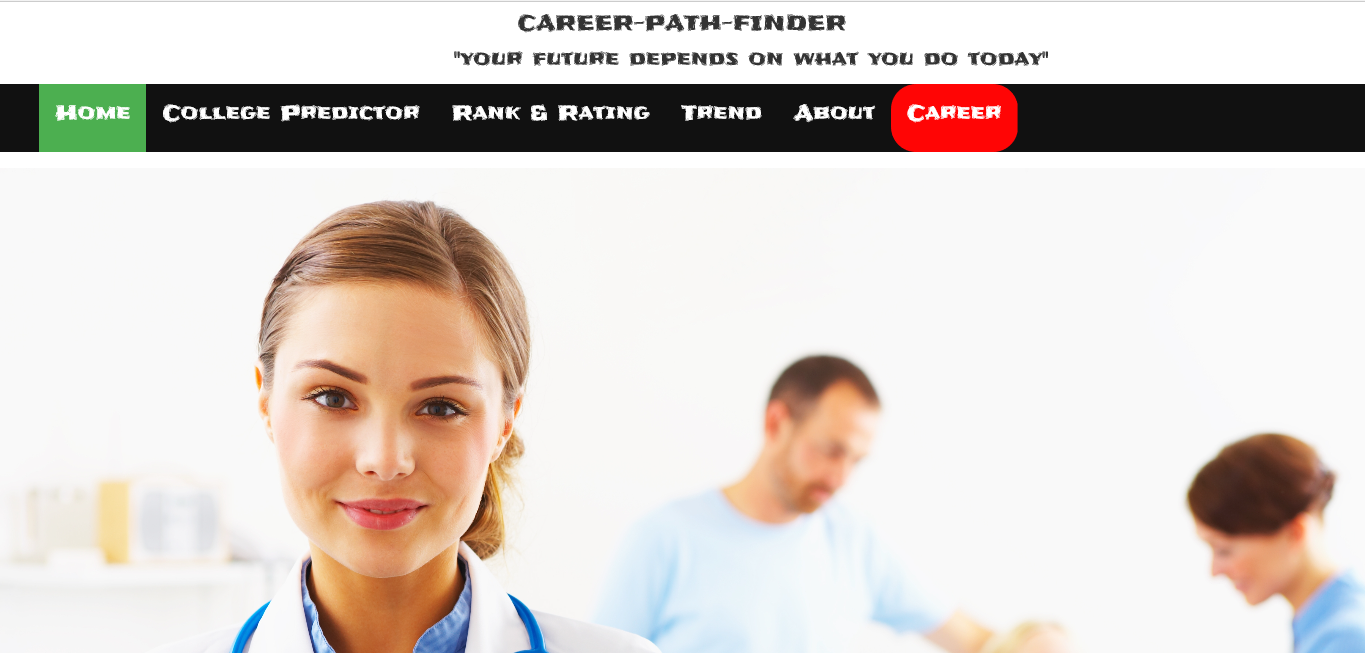 CAREER-PATH-FINDER
"YOUR FUTURE DEPENDS ON WHAT YOU DO TODAY"
Home College Predictor Rank & Rating Trend About Career